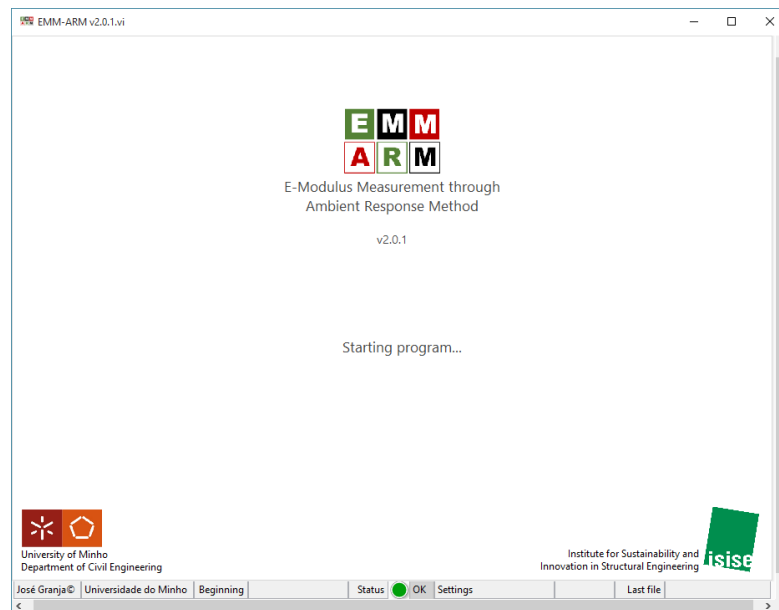 EMM-ARM v2.0.1.vi
E M M
A R M
E-Modulus Measurement through
Ambient Response Method
v2.0.1
Starting program...
University of Minho
Department of Civil Engineering
Institute for Sustainability and
Innovation in Structural Engineering
isise
José Granja© Universidade do Minho Beginning Status OK Settings Last file